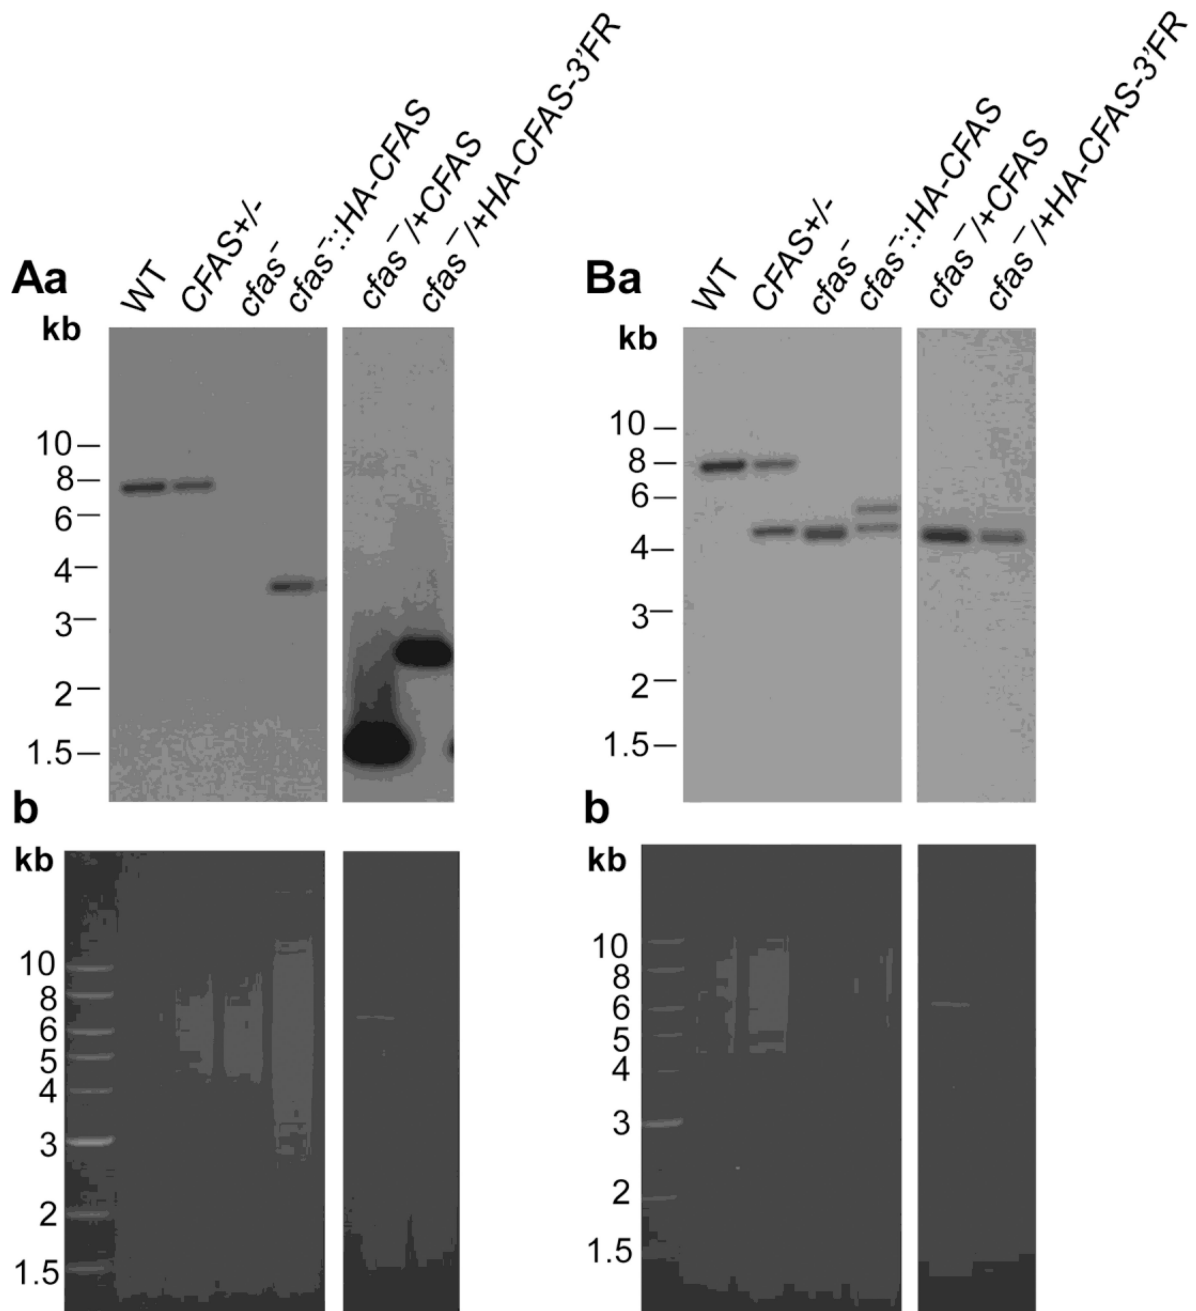 Aa
WT
CFAS+/-
cfas⁻
cfas⁻::HA-CFAS
cfas⁻/+CFAS
cfas⁻/+HA-CFAS-3'FR
kb
10
8
6
4
3
2
1.5
Ba
WT
CFAS+/-
cfas⁻
cfas⁻::HA-CFAS
cfas⁻/+CFAS
cfas⁻/+HA-CFAS-3'FR
kb
10
8
6
4
3
2
1.5
b
kb
10
8
6
5
4
3
2
1.5
b
kb
10
8
6
5
4
3
2
1.5